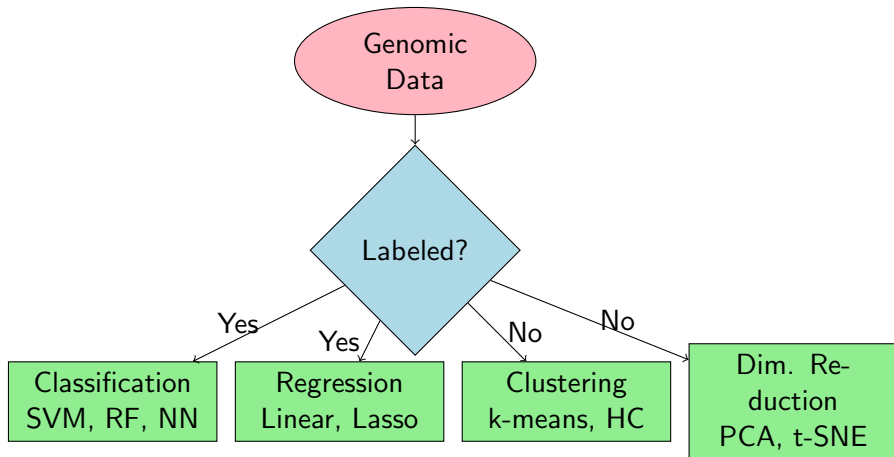 Genomic
Data
Labeled?
Yes
Yes
No
No
Classification
SVM, RF, NN
Regression
Linear, Lasso
Clustering
k-means, HC
Dim. Re-
duction
PCA, t-SNE